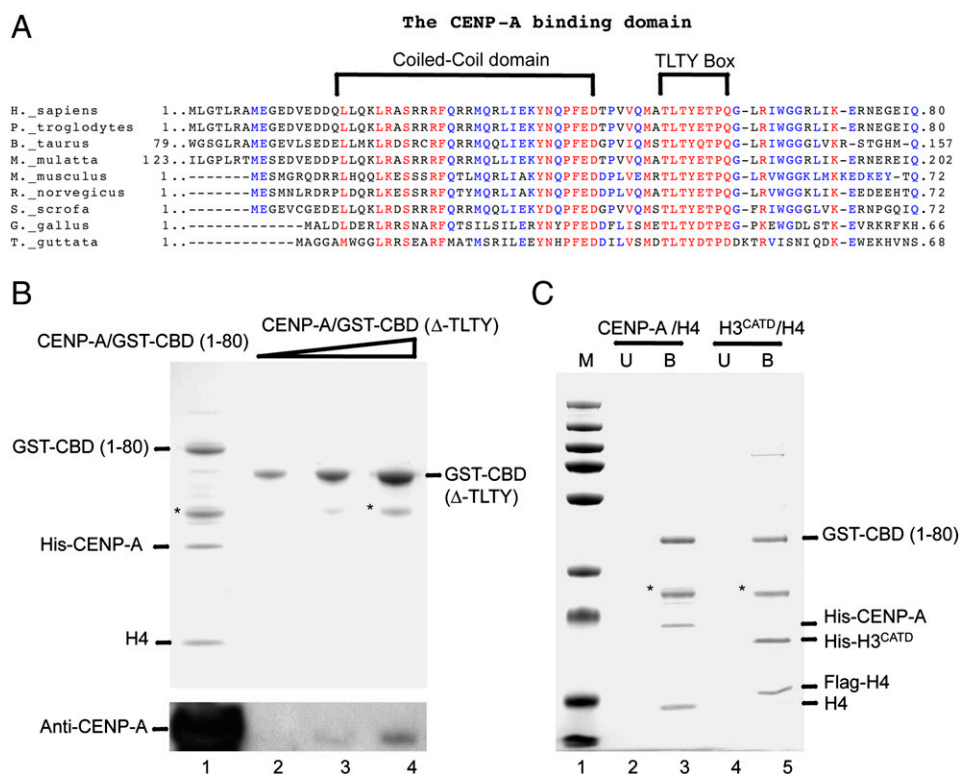 A
The CENP-A binding domain
Coiled-Coil domain
TLTY Box
H._sapiens 1..MLGTLRAMEGEDVEDDQLLQKLRASRRRFQRRMQRLIEKYNQPFEDTPVVQMATLTYETPQG-LRIWGGRLIK-ERNEGEIQ.80
P._troglodytes 1..MLGTLRAMEGEDVEDDQLLQKLRASRRRFQRRMQRLIEKYNQPFEDTPVVQMATLTYETPQG-LRIWGGRLIK-ERNEGEIQ.80
B._taurus 79..WGSGLRAMEGEVLSEDELLQKLRASRCRFQRRMQRLIEKYNQPFEDAPLVQMSTLTYETPQG-LRIWGGGLVKR-STGHM-Q.157
M._mulatta 123..ILGPLRTMESEDVEDDPLLQKLRASRRRFQRRMQRLIEKYNQPFEDTPVVQMATLTYETPQG-LRIWGGRLIK-ERNEGEIQ.202
M._musculus 1..--------MESMGRQDRRLHQQLKESSRRFQTLMQRLIAKYNQPFEDDPLVEMRTLTYETPQG-LRVWGGKLMKKEDKEY-TQ.72
R._norvegicus 1..--------MESMNLRDRPLDQRLKESSRRFQTYMQRLIAKYNQPFEDDPLVQMATLTYETPQG-LRVWGGKLIK-EEDEEHTQ.72
S._scrofa 1..-------MEGEVCGEDELLQKLRDSRRRFQRRMQQLIEKYDQPFEDGPVVQMSTLTYETPQG-FRIWGGGLVK-ERNPGQIQ.72
G._gallus 1..-------------MALDLDERLRRSNARFQTSILSILEKYNHPFEDDFLISMETLTYDTPQG-PKEWGDLSTK-EVRKRFKH.66
T._guttata 1..-----------MAGGAMWGGLRRSEARFMATMSRILEEYNHPFEDDILVSMDTLTYDTPDDKTRVISNIQDK-EWEKHVNS.68
B
CENP-A/GST-CBD (1-80)
CENP-A/GST-CBD (Δ-TLTY)
GST-CBD (1-80)
GST-CBD
(Δ-TLTY)
*
*
His-CENP-A
H4
Anti-CENP-A
1 2 3 4
C
CENP-A /H4 H3CATD/H4
M U B U B
GST-CBD (1-80)
* *
His-CENP-A
His-H3CATD
Flag-H4
H4
1 2 3 4 5